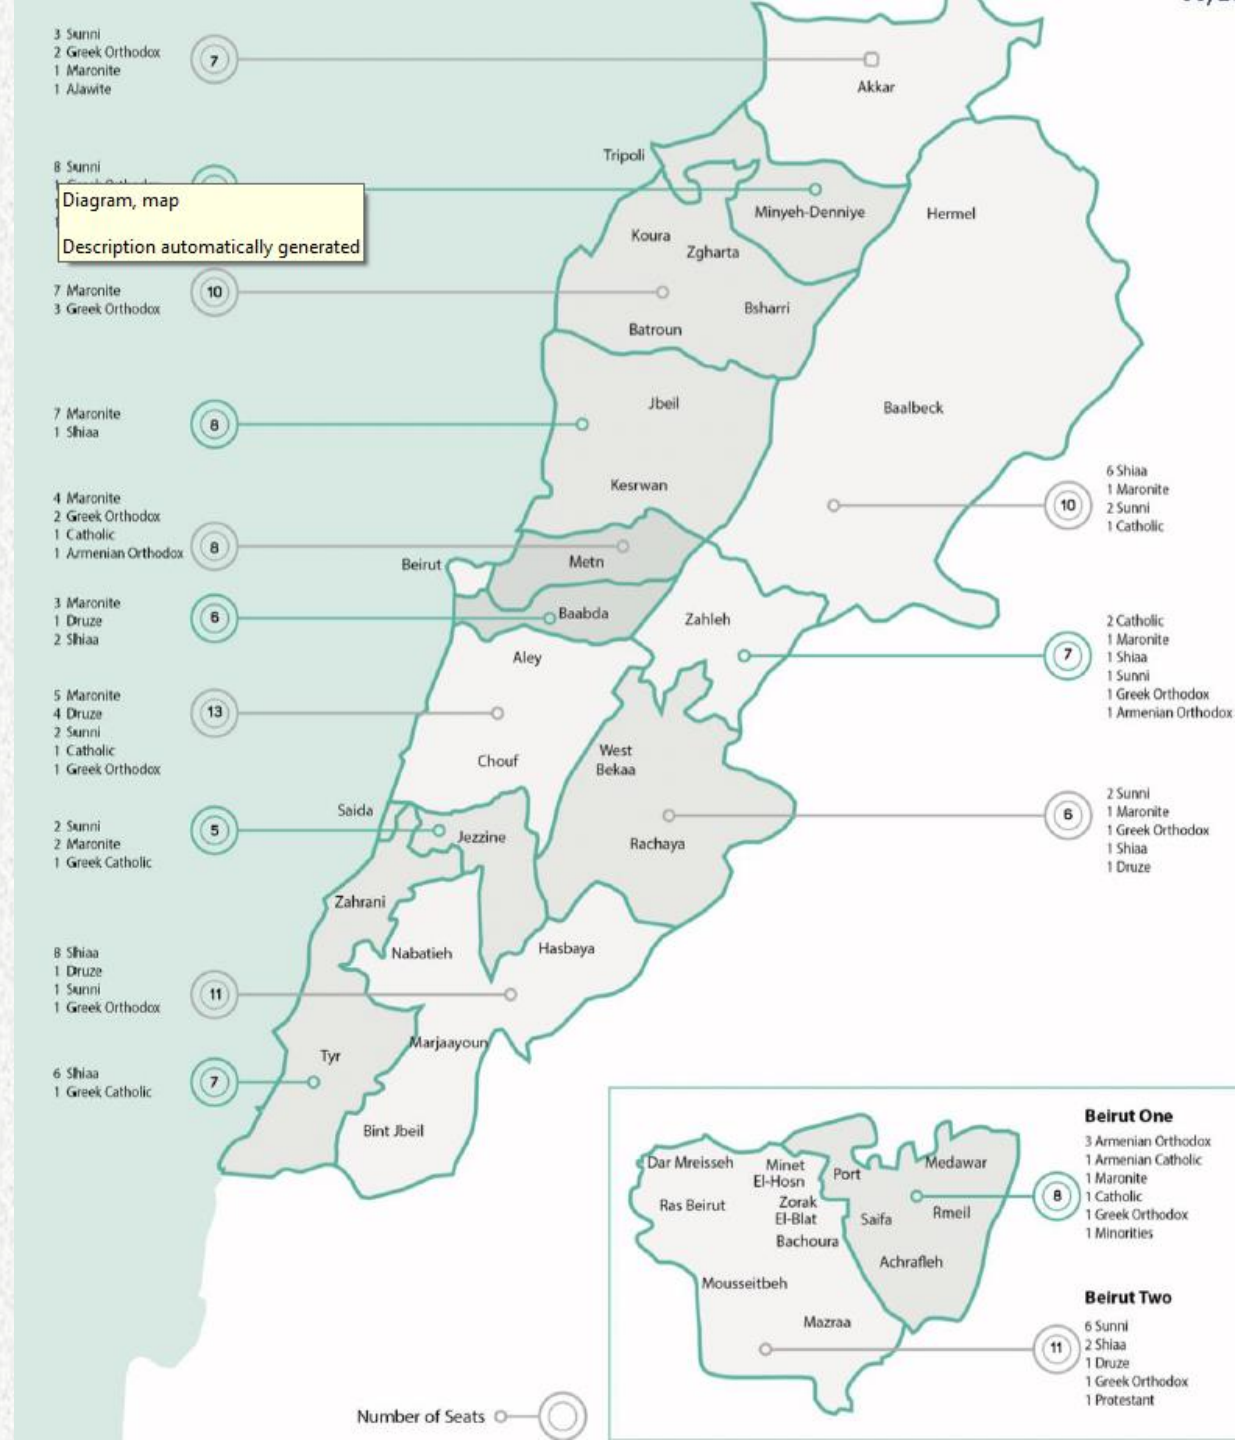 3 Sunni
2 Greek Orthodox
1 Maronite
1 Alawite
7
Akkar
Tripoli
8 Sunni
Diagram, map
Description automatically generated
Minyeh-Denniye
Hermel
Koura
Zgharta
7 Maronite
3 Greek Orthodox
10
Bsharri
Batroun
7 Maronite
1 Shiaa
8
Jbeil
Baalbeck
Kesrwan
6 Shiaa
1 Maronite
2 Sunni
1 Catholic
10
4 Maronite
2 Greek Orthodox
1 Catholic
1 Armenian Orthodox
8
Beirut
Metn
3 Maronite
1 Druze
2 Shiaa
6
Baabda
Zahleh
2 Catholic
1 Maronite
1 Shiaa
1 Sunni
1 Greek Orthodox
1 Armenian Orthodox
7
Aley
5 Maronite
4 Druze
2 Sunni
1 Catholic
1 Greek Orthodox
13
Chouf
West
Bekaa
Saida
2 Sunni
2 Maronite
1 Greek Catholic
5
Jezzine
Rachaya
6
2 Sunni
1 Maronite
1 Greek Orthodox
1 Shiaa
1 Druze
Zahrani
Nabatieh
Hasbaya
8 Shiaa
1 Druze
1 Sunni
1 Greek Orthodox
11
Marjaayoun
Tyr
6 Shiaa
1 Greek Catholic
7
Bint Jbeil
Beirut One
3 Armenian Orthodox
1 Armenian Catholic
1 Maronite
1 Catholic
1 Greek Orthodox
1 Minorities
8
Dar Mreisseh
Minet
El-Hosn
Port
Medawar
Ras Beirut
Zorak
El-Blat
Saifa
Rmeil
Bachoura
Achrafleh
Mousseitbeh
Mazraa
Beirut Two
6 Sunni
2 Shiaa
1 Druze
1 Greek Orthodox
1 Protestant
11
Number of Seats